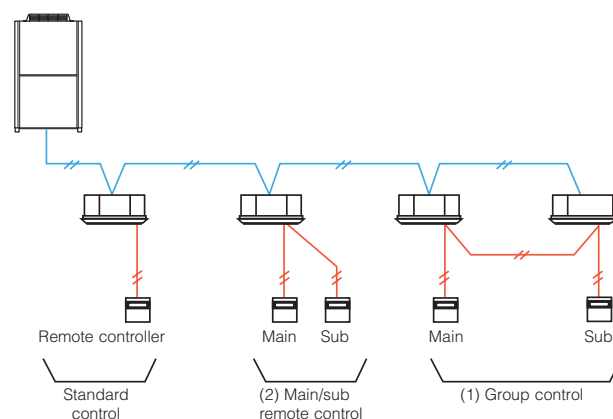 Remote controller
Main
Sub
Main
Sub
Standard
control
(2) Main/sub
remote control
(1) Group control